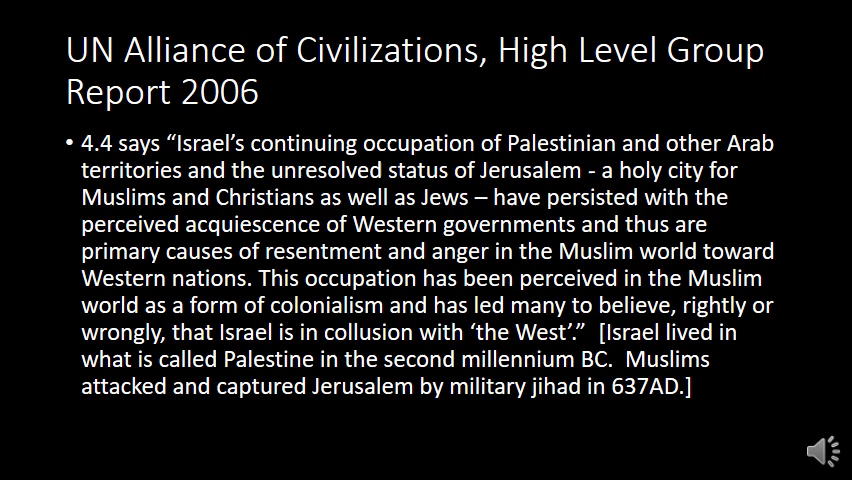 UN Alliance of Civilizations, High Level Group
Report 2006
• 4.4 says “Israel’s continuing occupation of Palestinian and other Arab
territories and the unresolved status of Jerusalem - a holy city for
Muslims and Christians as well as Jews – have persisted with the
perceived acquiescence of Western governments and thus are
primary causes of resentment and anger in the Muslim world toward
Western nations. This occupation has been perceived in the Muslim
world as a form of colonialism and has led many to believe, rightly or
wrongly, that Israel is in collusion with ‘the West’.”  [Israel lived in
what is called Palestine in the second millennium BC.  Muslims
attacked and captured Jerusalem by military jihad in 637AD.]